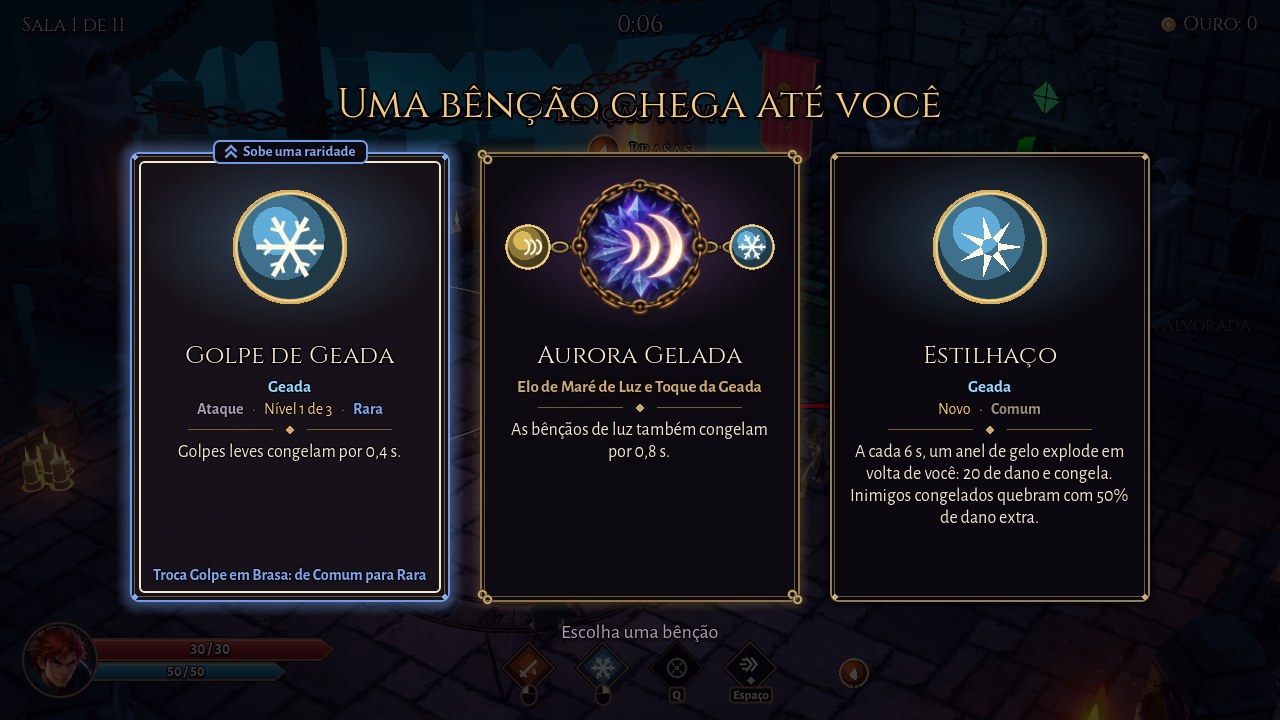 Sala 1 de 11
0:06
Ouro: 0
Uma bênção chega até você
Sobe uma raridade
Golpe de Geada
Geada
Ataque · Nível 1 de 3 · Rara
Golpes leves congelam por 0,4 s.
Troca Golpe em Brasa: de Comum para Rara
Aurora Gelada
Elo de Maré de Luz e Toque da Geada
As bênçãos de luz também congelam
por 0,8 s.
Estilhaço
Geada
Novo · Comum
A cada 6 s, um anel de gelo explode em
volta de você: 20 de dano e congela.
Inimigos congelados quebram com 50%
de dano extra.
Alvorada
Escolha uma bênção
30/30
50/50
Q
Espaço